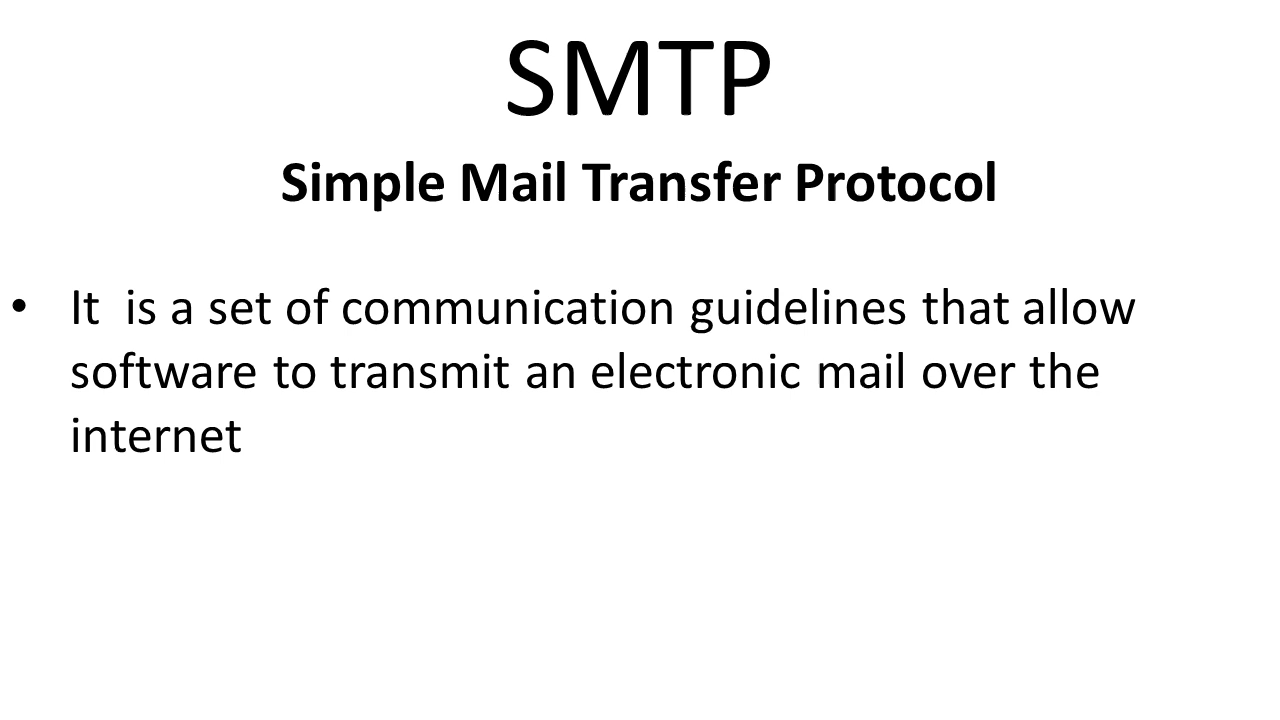 SMTP
Simple Mail Transfer Protocol
• It  is a set of communication guidelines that allow
software to transmit an electronic mail over the
internet